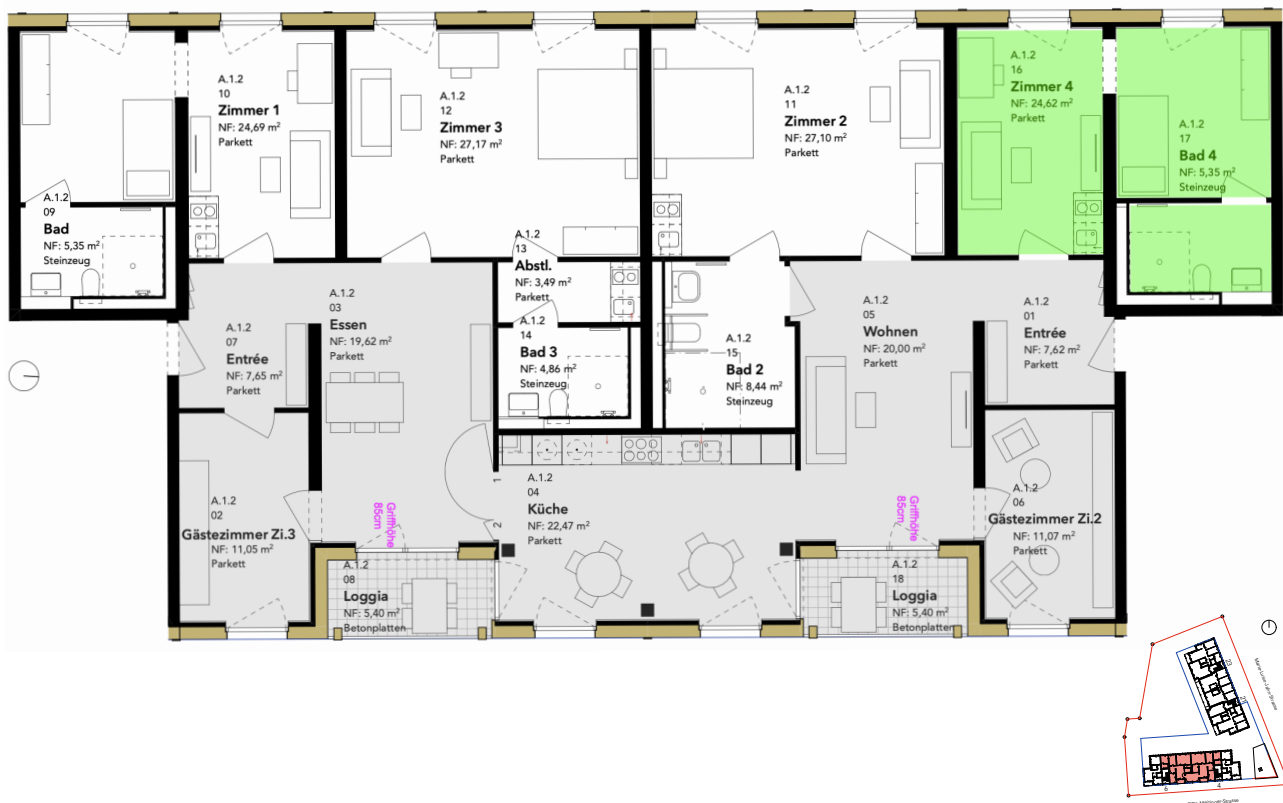 A.1.2
10
Zimmer 1
NF: 24,69 m²
Parkett
A.1.2
12
Zimmer 3
NF: 27,17 m²
Parkett
A.1.2
11
Zimmer 2
NF: 27,10 m²
Parkett
A.1.2
16
Zimmer 4
NF: 24,62 m²
Parkett
A.1.2
17
Bad 4
NF: 5,35 m²
Steinzeug
A.1.2
09
Bad
NF: 5,35 m²
Steinzeug
A.1.2
13
Abstl.
NF: 3,49 m²
Parkett
A.1.2
03
Essen
NF: 19,62 m²
Parkett
A.1.2
07
Entrée
NF: 7,65 m²
Parkett
A.1.2
14
Bad 3
NF: 4,86 m²
Steinzeug
A.1.2
15
Bad 2
NF: 8,44 m²
Steinzeug
A.1.2
05
Wohnen
NF: 20,00 m²
Parkett
A.1.2
01
Entrée
NF: 7,62 m²
Parkett
A.1.2
02
Gästezimmer Zi.3
NF: 11,05 m²
Parkett
Griffhöhe
85cm
1
2
A.1.2
04
Küche
NF: 22,47 m²
Parkett
Griffhöhe
85cm
A.1.2
06
Gästezimmer Zi.2
NF: 11,07 m²
Parkett
A.1.2
08
Loggia
NF: 5,40 m²
Betonplatten
A.1.2
18
Loggia
NF: 5,40 m²
Betonplatten
23
21
6
4